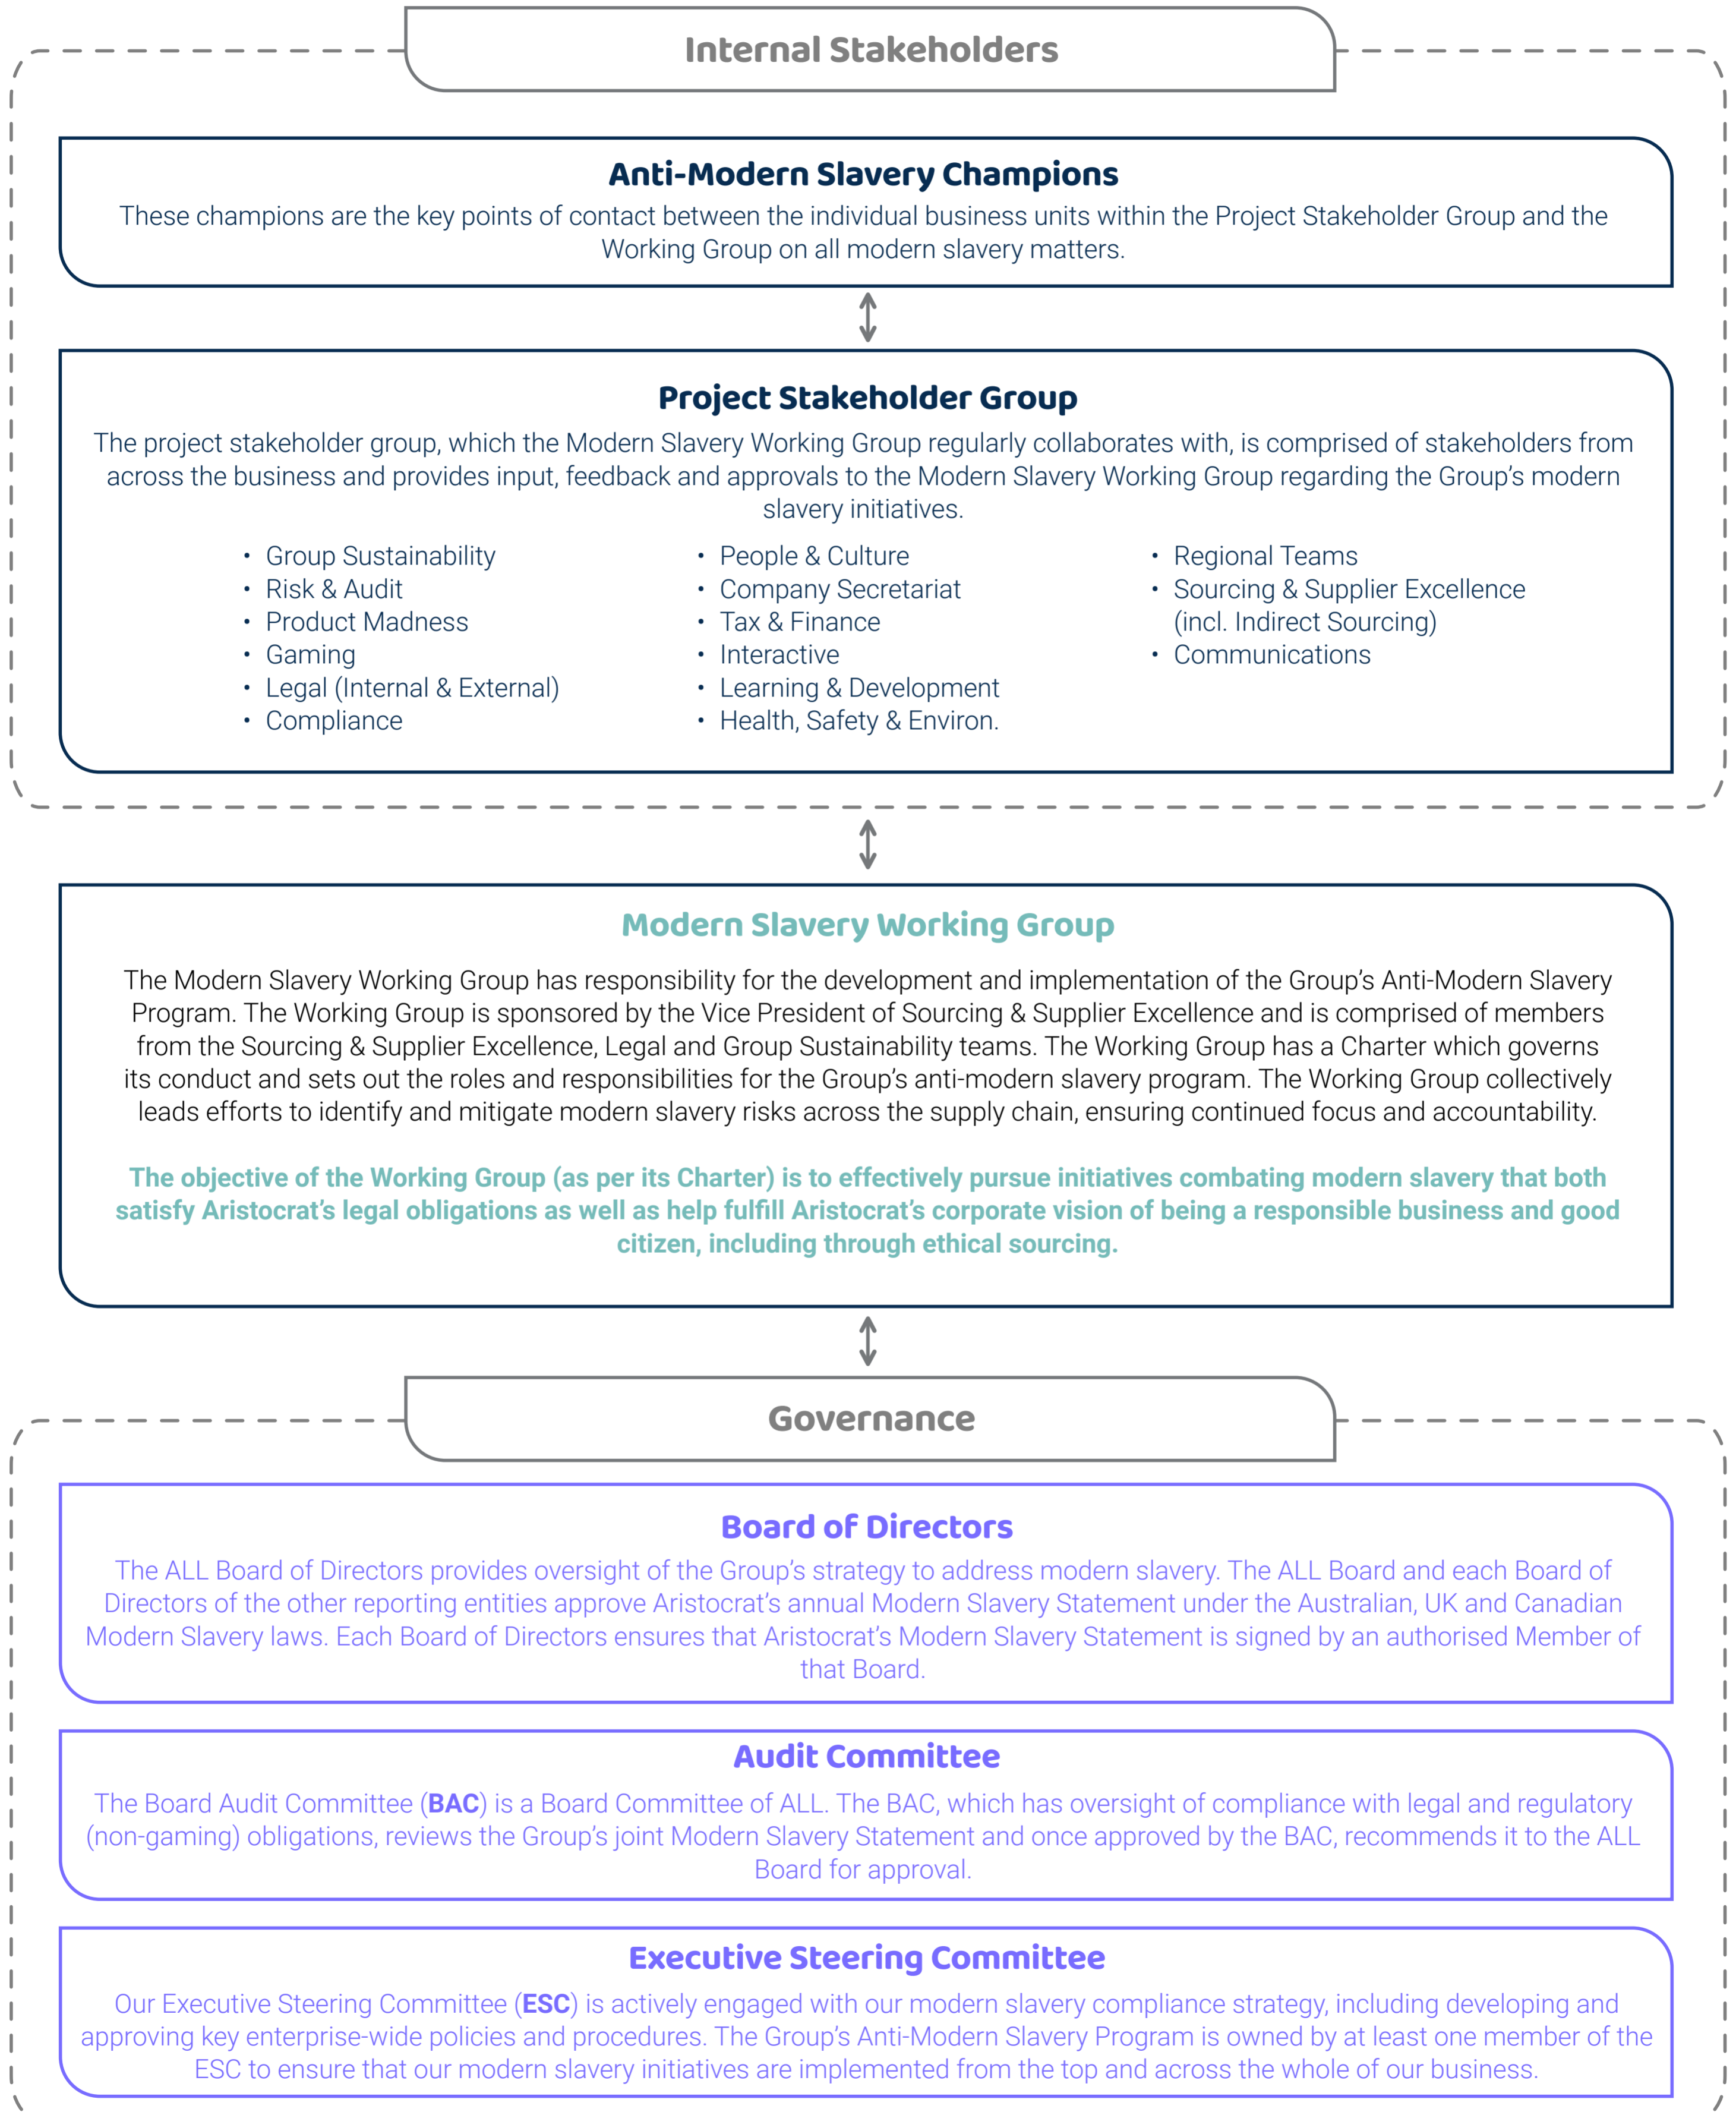 Internal Stakeholders
Anti-Modern Slavery Champions
These champions are the key points of contact between the individual business units within the Project Stakeholder Group and the
Working Group on all modern slavery matters.
Project Stakeholder Group
The project stakeholder group, which the Modern Slavery Working Group regularly collaborates with, is comprised of stakeholders from
across the business and provides input, feedback and approvals to the Modern Slavery Working Group regarding the Group’s modern
slavery initiatives.
• Group Sustainability
• Risk & Audit
• Product Madness
• Gaming
• Legal (Internal & External)
• Compliance
• People & Culture
• Company Secretariat
• Tax & Finance
• Interactive
• Learning & Development
• Health, Safety & Environ.
• Regional Teams
• Sourcing & Supplier Excellence
(incl. Indirect Sourcing)
• Communications
Modern Slavery Working Group
The Modern Slavery Working Group has responsibility for the development and implementation of the Group’s Anti-Modern Slavery
Program. The Working Group is sponsored by the Vice President of Sourcing & Supplier Excellence and is comprised of members
from the Sourcing & Supplier Excellence, Legal and Group Sustainability teams. The Working Group has a Charter which governs
its conduct and sets out the roles and responsibilities for the Group’s anti-modern slavery program. The Working Group collectively
leads efforts to identify and mitigate modern slavery risks across the supply chain, ensuring continued focus and accountability.
The objective of the Working Group (as per its Charter) is to effectively pursue initiatives combating modern slavery that both
satisfy Aristocrat’s legal obligations as well as help fulfill Aristocrat’s corporate vision of being a responsible business and good
citizen, including through ethical sourcing.
Governance
Board of Directors
The ALL Board of Directors provides oversight of the Group’s strategy to address modern slavery. The ALL Board and each Board of
Directors of the other reporting entities approve Aristocrat’s annual Modern Slavery Statement under the Australian, UK and Canadian
Modern Slavery laws. Each Board of Directors ensures that Aristocrat’s Modern Slavery Statement is signed by an authorised Member of
that Board.
Audit Committee
The Board Audit Committee (BAC) is a Board Committee of ALL. The BAC, which has oversight of compliance with legal and regulatory
(non-gaming) obligations, reviews the Group’s joint Modern Slavery Statement and once approved by the BAC, recommends it to the ALL
Board for approval.
Executive Steering Committee
Our Executive Steering Committee (ESC) is actively engaged with our modern slavery compliance strategy, including developing and
approving key enterprise-wide policies and procedures. The Group’s Anti-Modern Slavery Program is owned by at least one member of the
ESC to ensure that our modern slavery initiatives are implemented from the top and across the whole of our business.